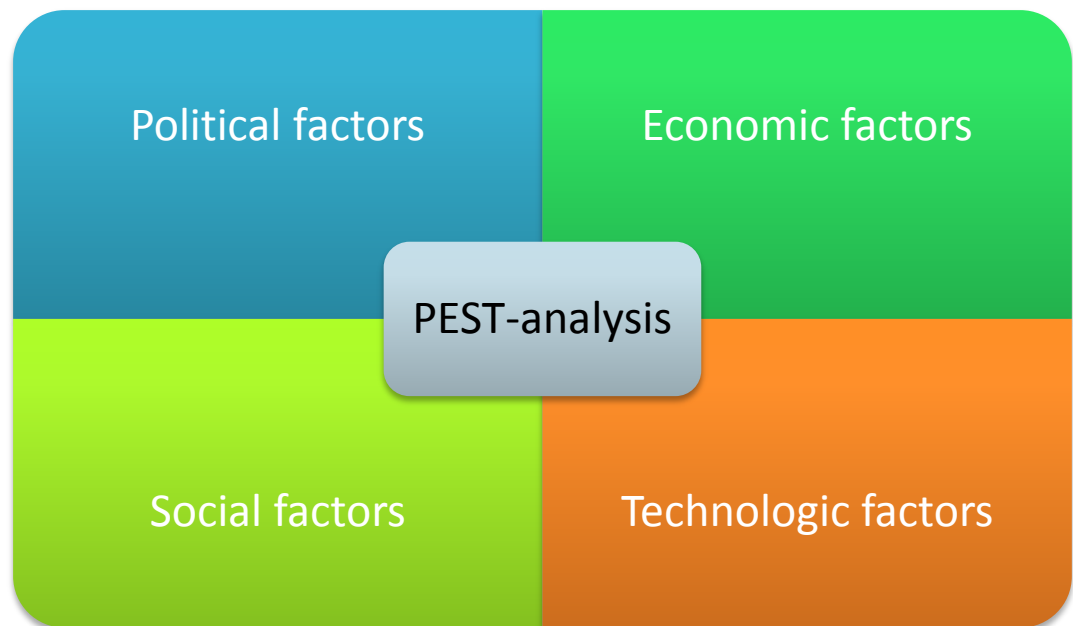 Political factors
Economic factors
PEST-analysis
Social factors
Technologic factors